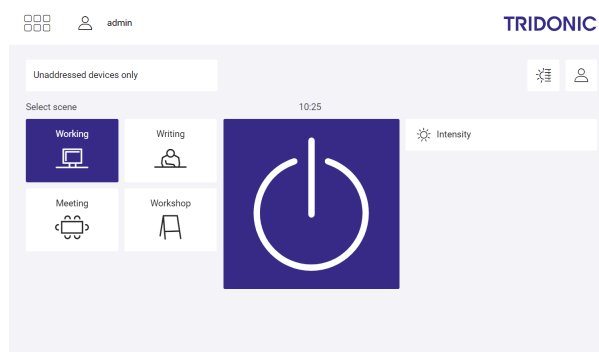 admin
TRIDONIC
Unaddressed devices only
Select scene
10:25
Working
Writing
Intensity
Meeting
Workshop